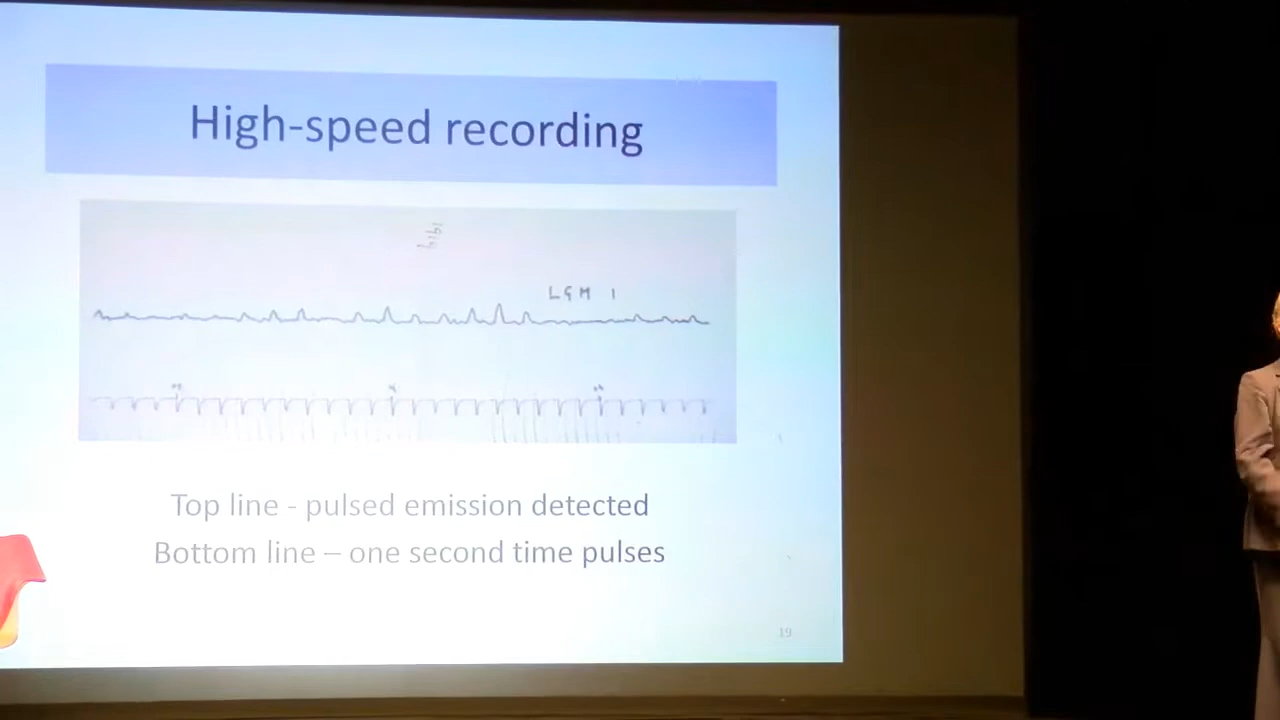 High-speed recording
LGM 1
Top line - pulsed emission detected
Bottom line – one second time pulses
19